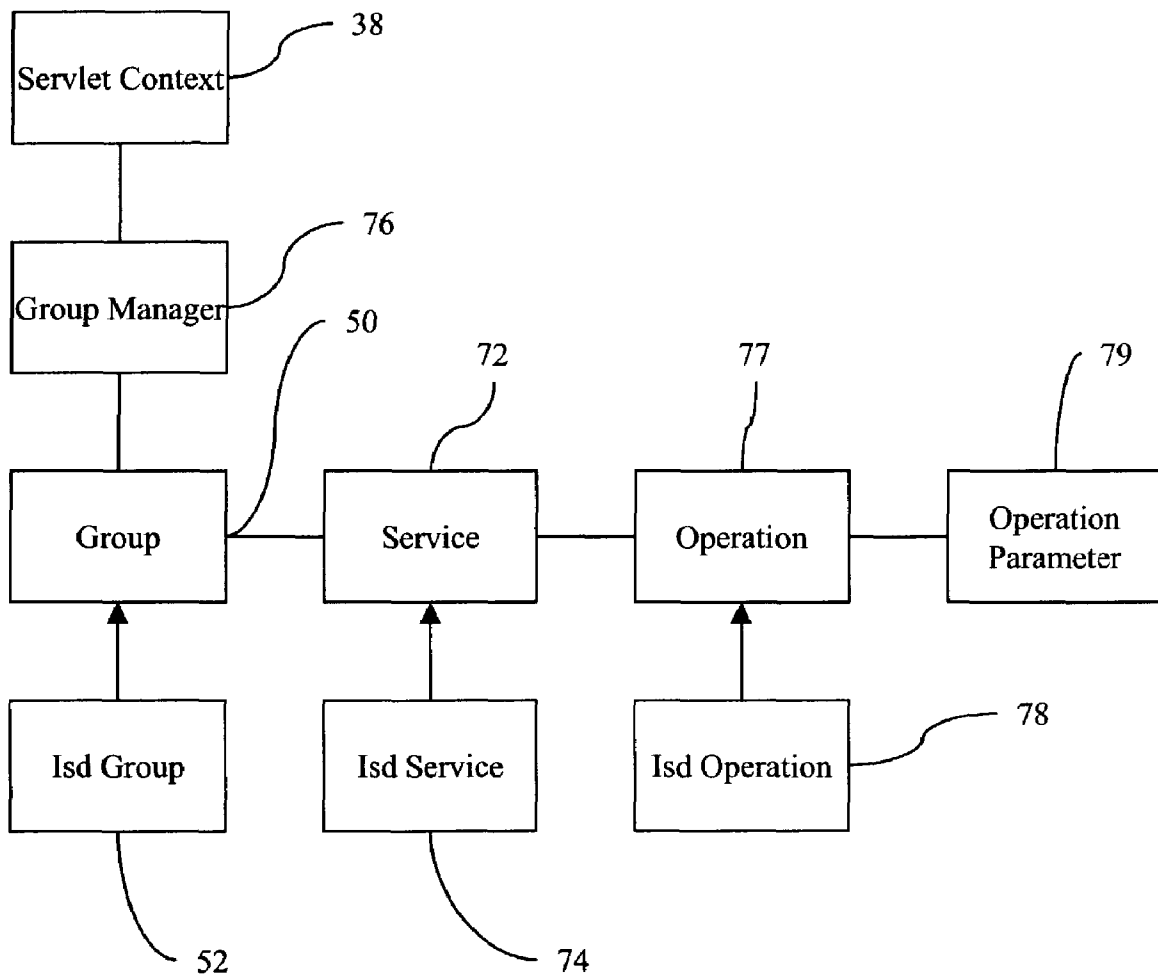 38
Servlet Context
76
Group Manager
50
72
77
79
Group
Service
Operation
Operation
Parameter
Isd Group
Isd Service
Isd Operation
78
52
74